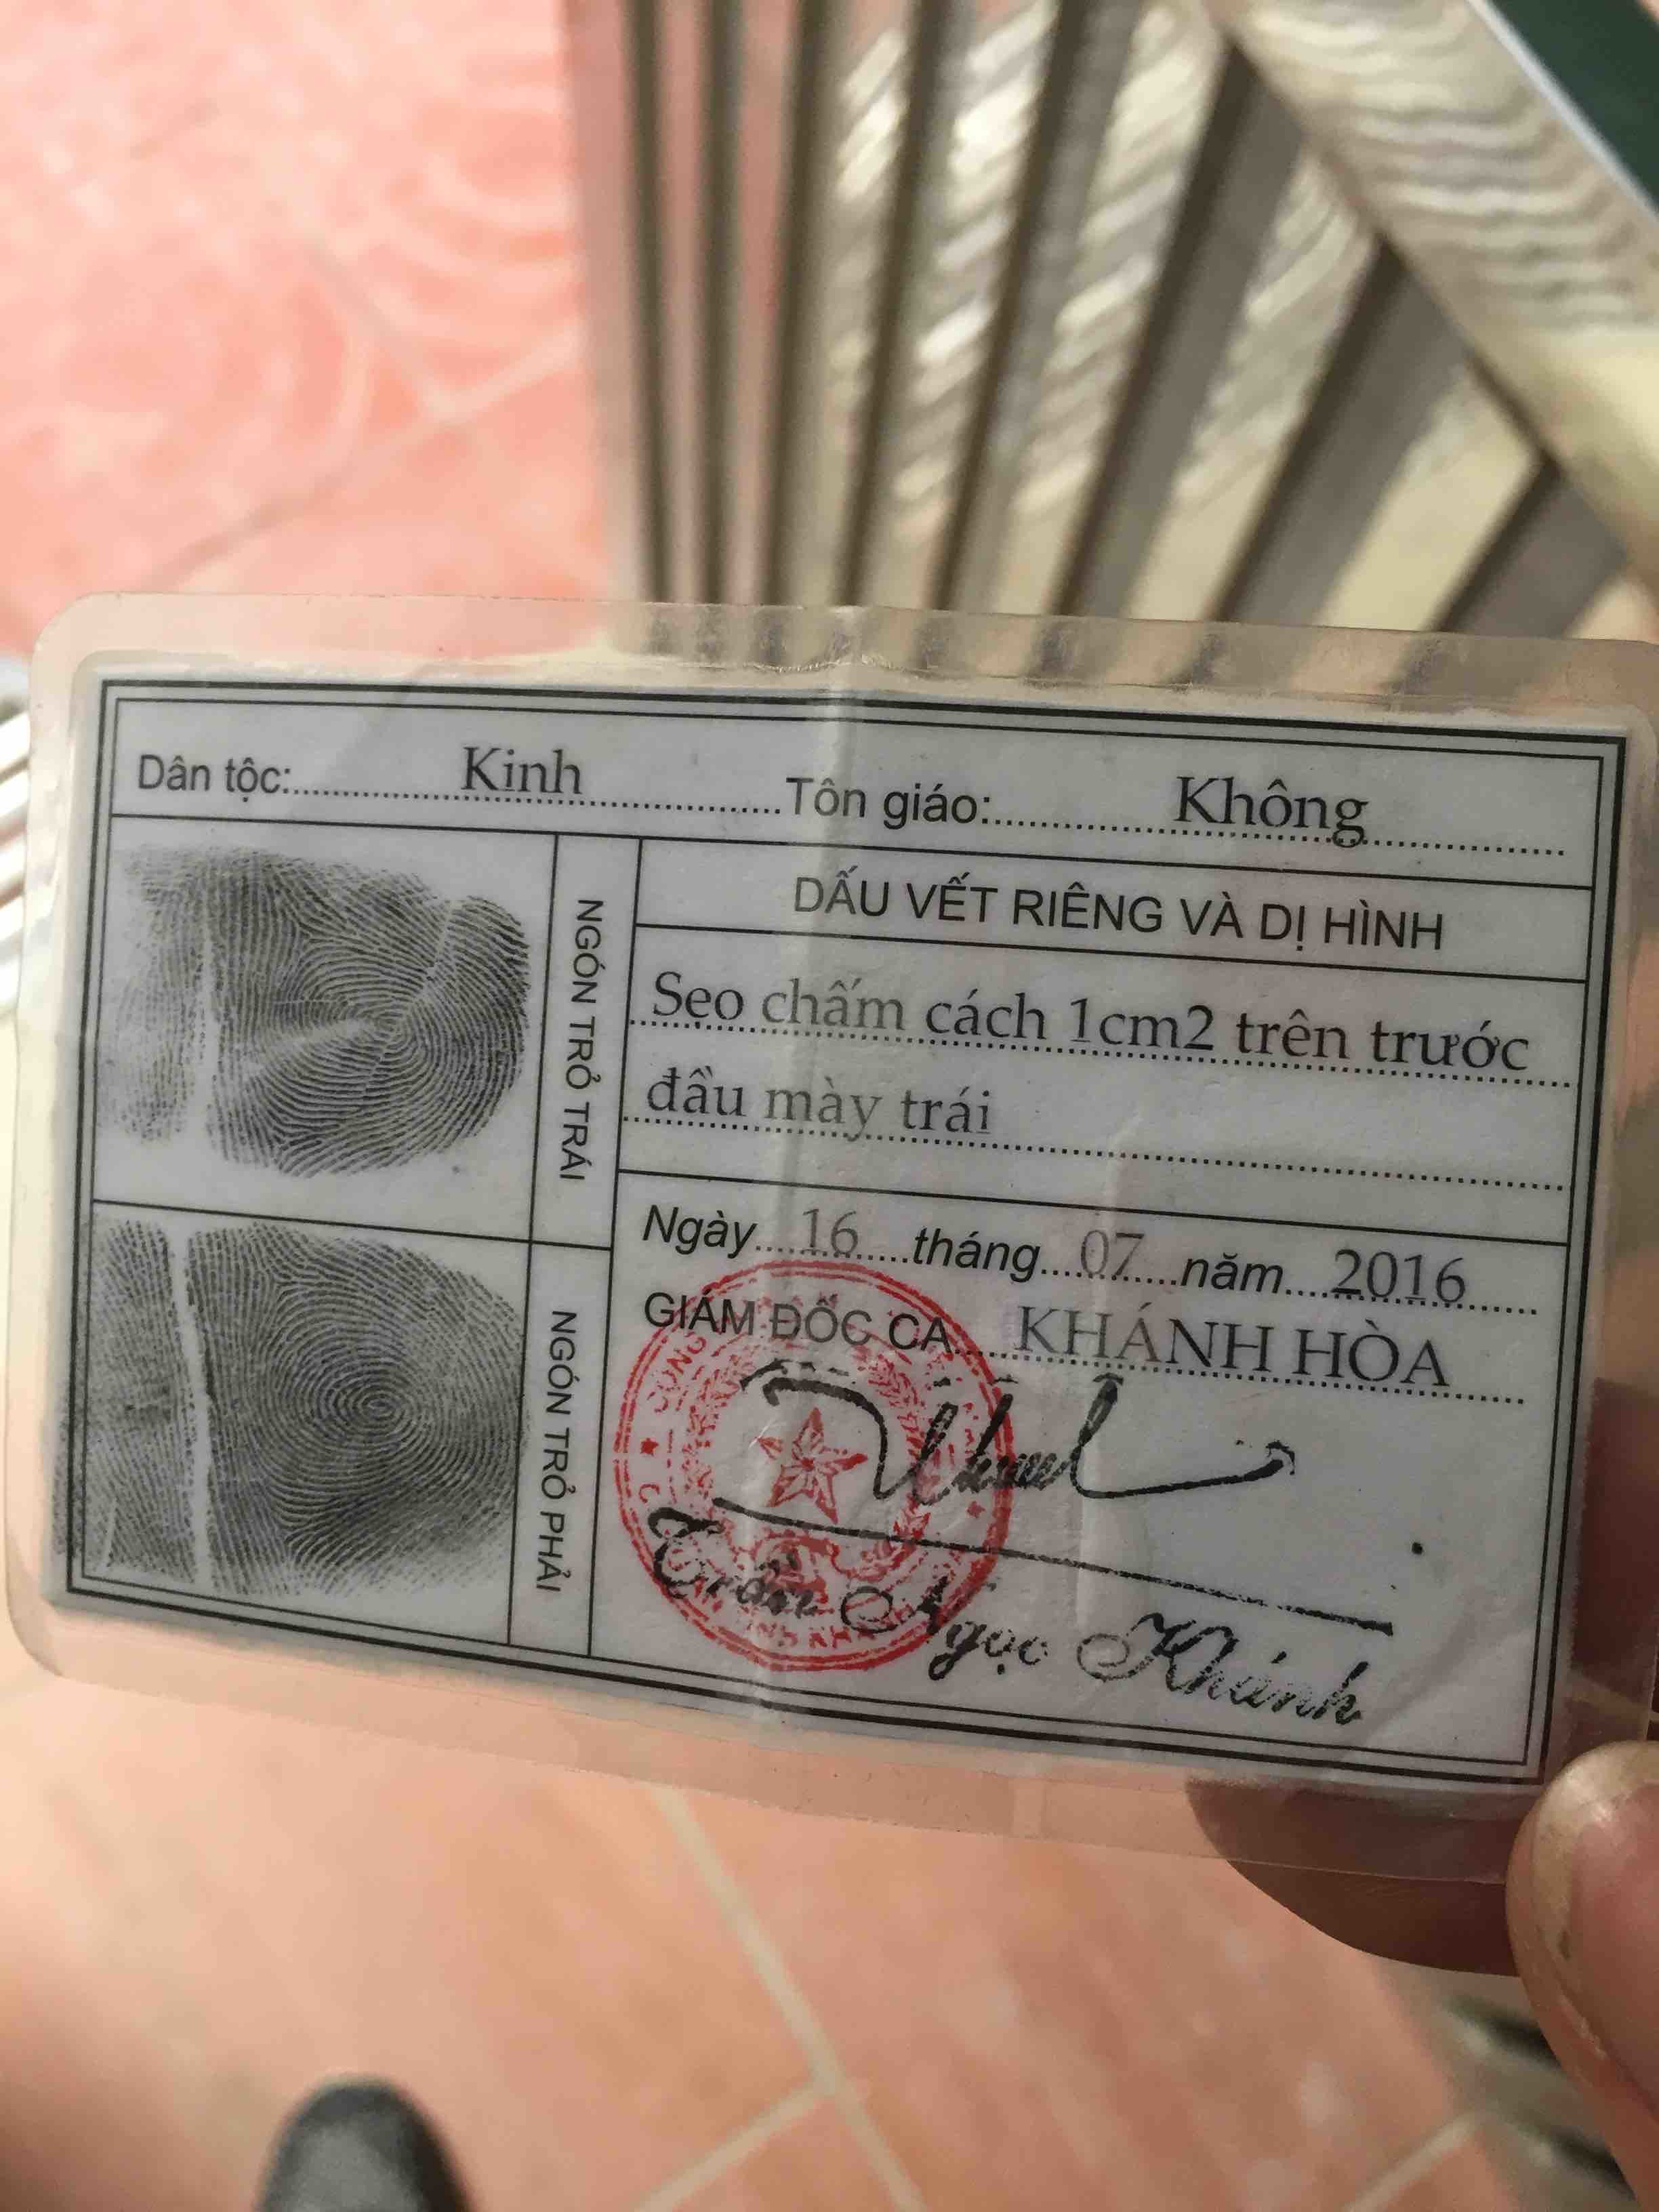 Dân tộc: Kinh Tôn giáo: Không
NGÓN TRỎ TRÁI
DẤU VẾT RIÊNG VÀ DỊ HÌNH
Sẹo chấm cách 1cm2 trên trước
đầu mày trái
NGÓN TRỎ PHẢI
Ngày 16 tháng 07 năm 2016
GIÁM ĐỐC CA KHÁNH HÒA
Trần Ngọc Khánh